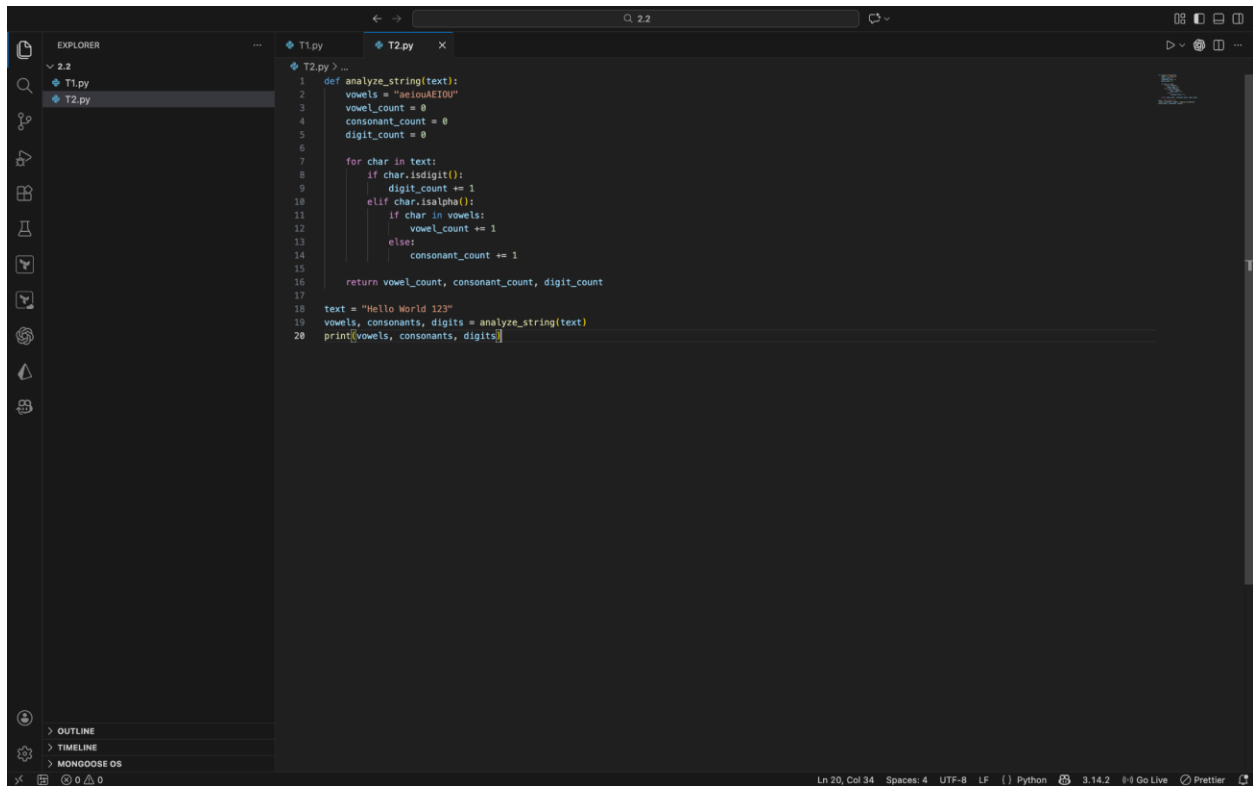 2.2
EXPLORER ...
2.2
T1.py
T2.py
T1.py T2.py
T2.py > ...
1 def analyze_string(text):
2     vowels = "aeiouAEIOU"
3     vowel_count = 0
4     consonant_count = 0
5     digit_count = 0
6
7     for char in text:
8         if char.isdigit():
9             digit_count += 1
10         elif char.isalpha():
11             if char in vowels:
12                 vowel_count += 1
13             else:
14                 consonant_count += 1
15
16     return vowel_count, consonant_count, digit_count
17
18 text = "Hello World 123"
19 vowels, consonants, digits = analyze_string(text)
20 print(vowels, consonants, digits)
OUTLINE
TIMELINE
MONGOOSE OS
0 0 Ln 20, Col 34 Spaces: 4 UTF-8 LF {} Python 3.14.2 Go Live Prettier